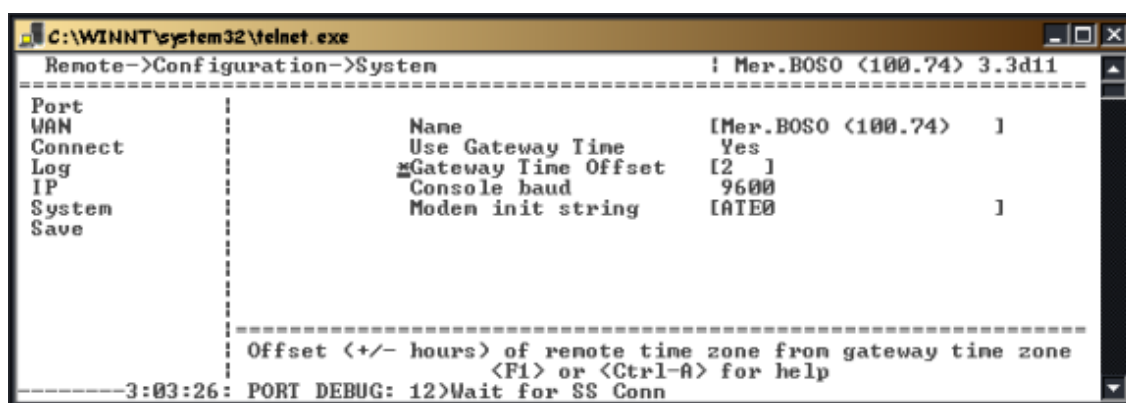 C:\WINNT\system32\telnet.exe
Remote->Configuration->System ¦ Mer.BOSO (100.74) 3.3d11
================================================================================
Port ¦
WAN ¦ Name [Mer.BOSO (100.74) ]
Connect ¦ Use Gateway Time Yes
Log ¦ *Gateway Time Offset [2 ]
IP ¦ Console baud 9600
System ¦ Modem init string [ATE0 ]
Save ¦
¦================================================================
¦ Offset (+/- hours) of remote time zone from gateway time zone
¦ <F1> or <Ctrl-A> for help
--------3:03:26: PORT DEBUG: 12)Wait for SS Conn